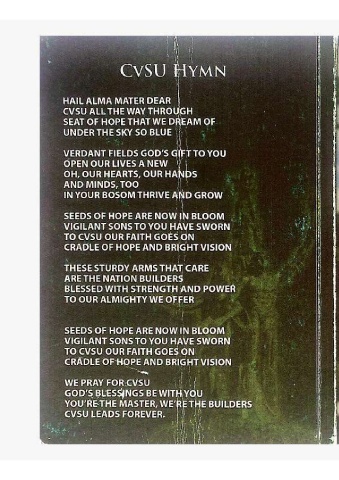 CVSU HYMN
HAIL ALMA MATER DEAR
CVSU ALL THE WAY THROUGH
SEAT OF HOPE THAT WE DREAM OF
UNDER THE SKY SO BLUE
VERDANT FIELDS GOD'S GIFT TO YOU
OPEN OUR LIVES A NEW
OH, OUR HEARTS, OUR HANDS
AND MINDS, TOO
IN YOUR BOSOM THRIVE AND GROW
SEEDS OF HOPE ARE NOW IN BLOOM
VIGILANT SONS TO YOU HAVE SWORN
TO CVSU OUR FAITH GOES ON
CRADLE OF HOPE AND BRIGHT VISION
THESE STURDY ARMS THAT CARE
ARE THE NATION BUILDERS
BLESSED WITH STRENGTH AND POWER
TO OUR ALMIGHTY WE OFFER
SEEDS OF HOPE ARE NOW IN BLOOM
VIGILANT SONS TO YOU HAVE SWORN
TO CVSU OUR FAITH GOES ON
CRADLE OF HOPE AND BRIGHT VISION
WE PRAY FOR CVSU
GOD'S BLESSINGS BE WITH YOU
YOU'RE THE MASTER, WE'RE THE BUILDERS
CVSU LEADS FOREVER.